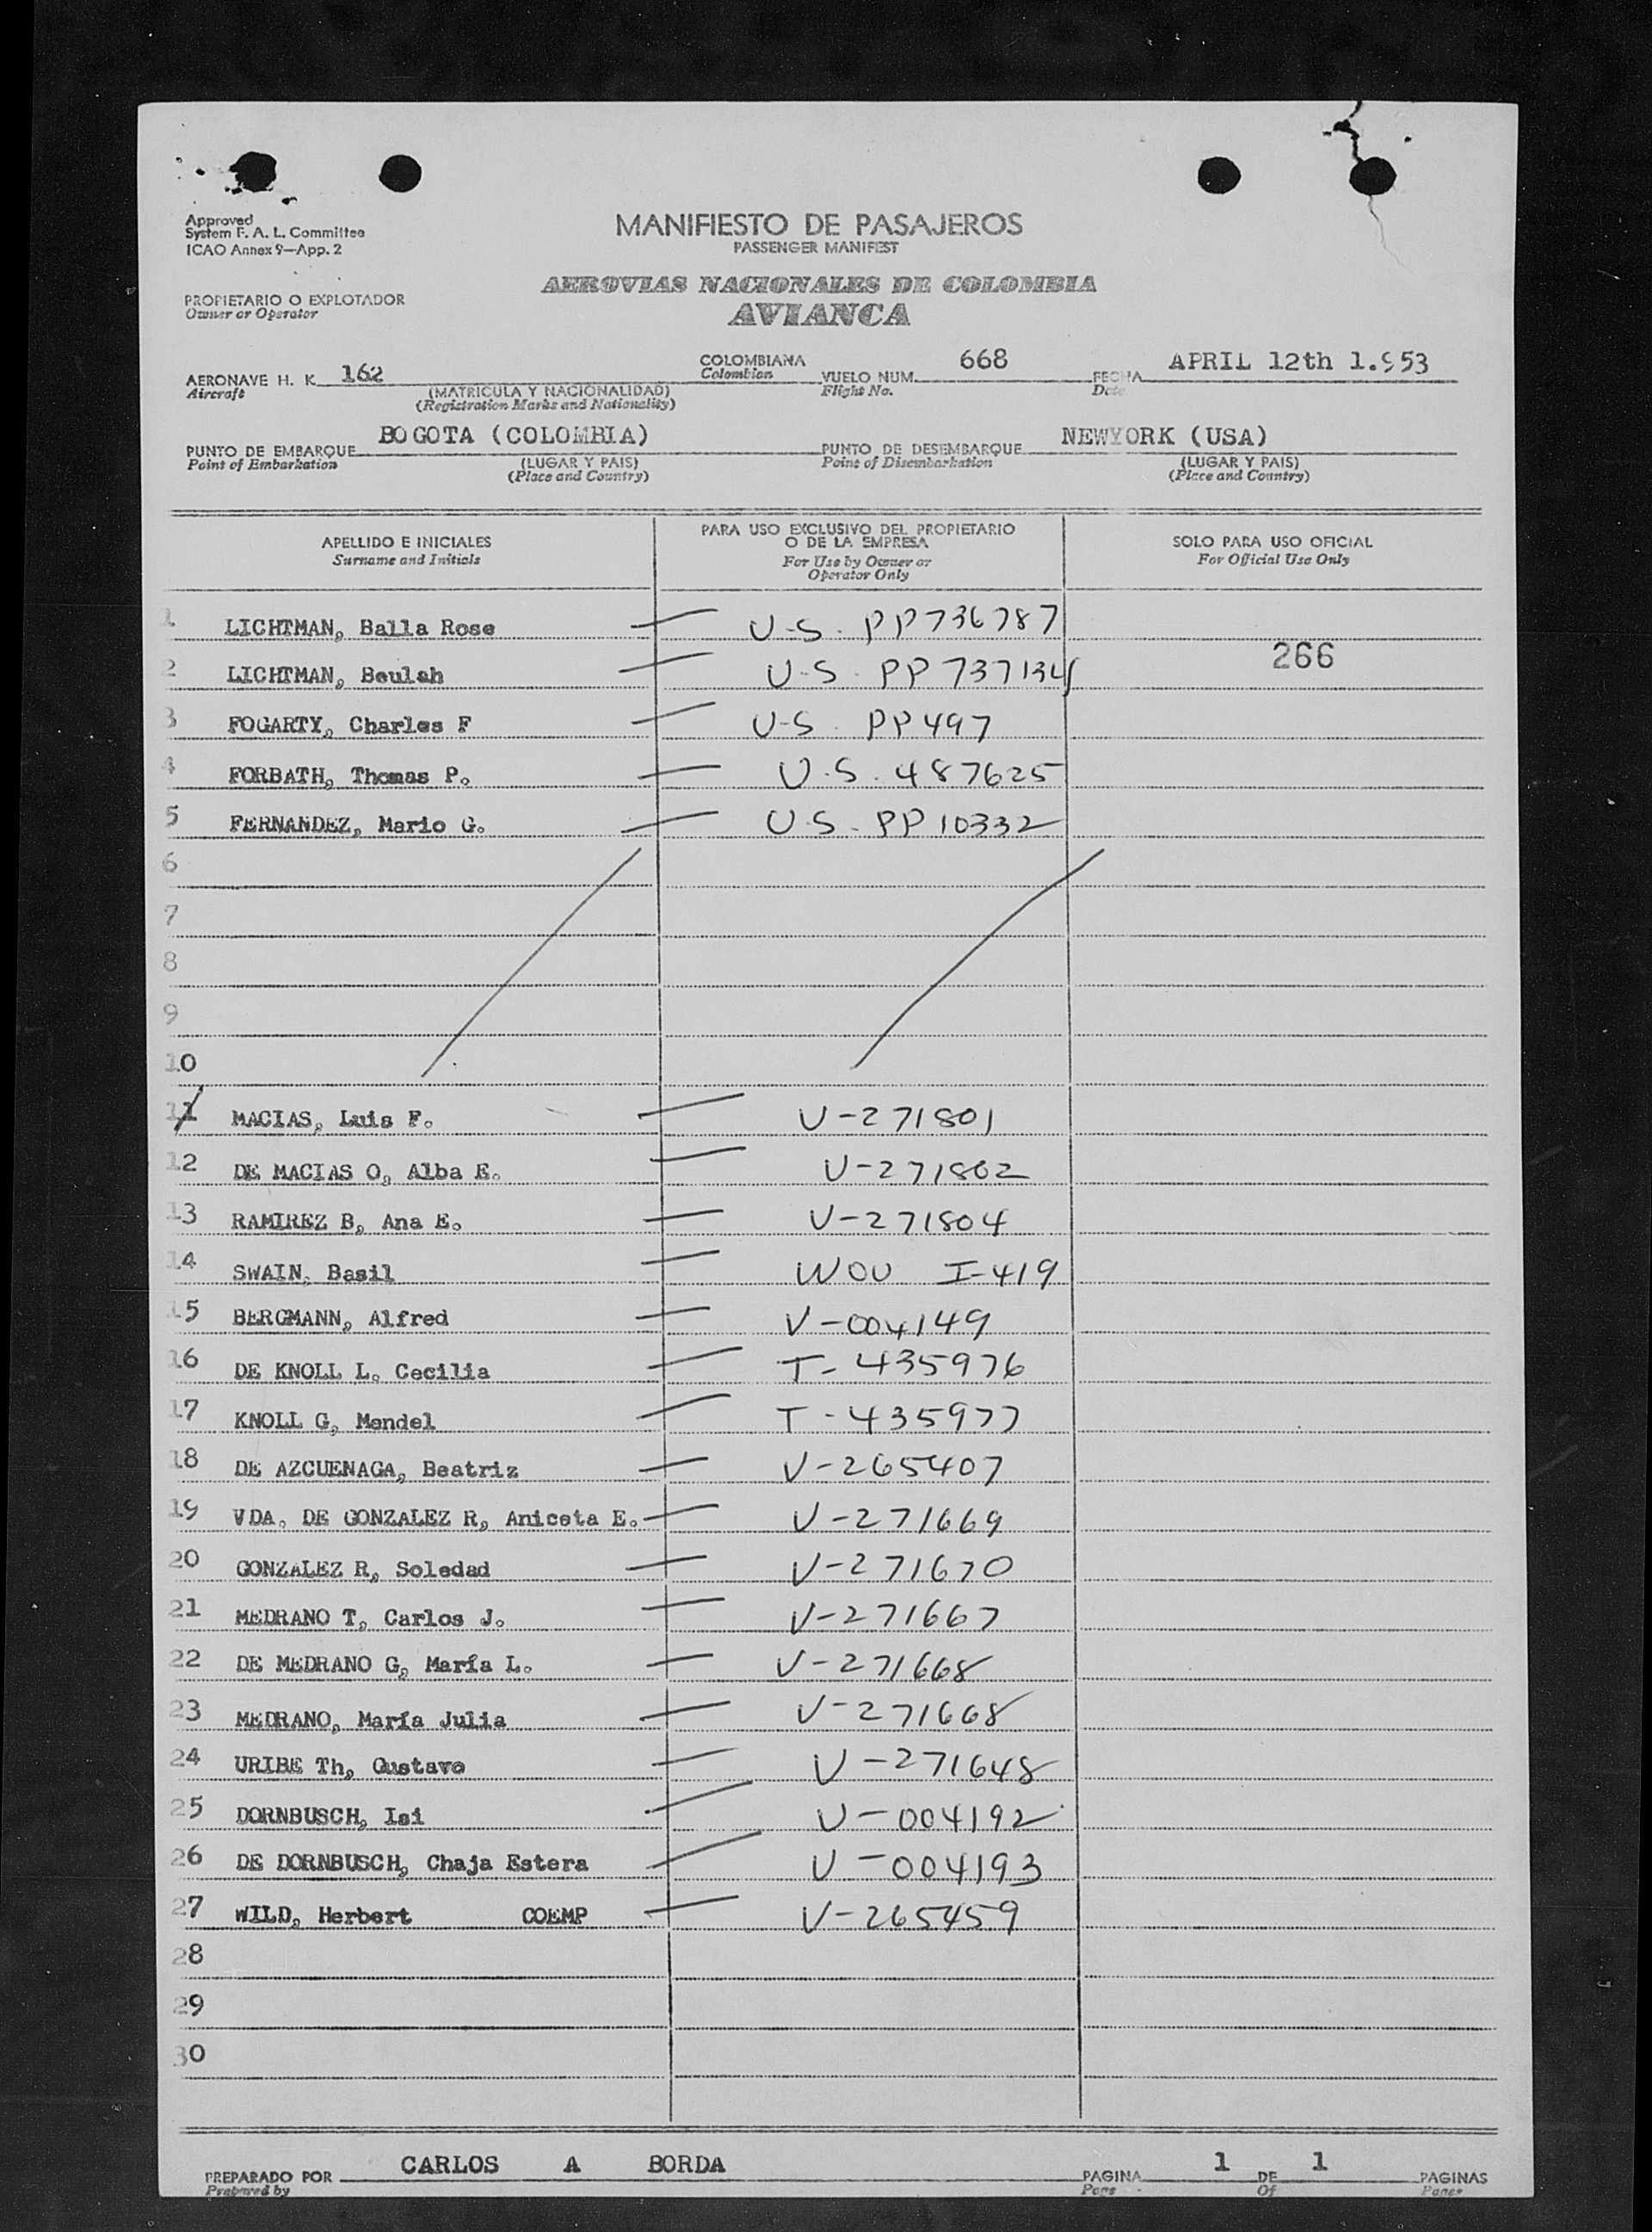 Approved
System F. A. L. Committee
ICAO Annex 9—App. 2
MANIFIESTO DE PASAJEROS
PASSENGER MANIFEST
AEROVIAS NACIONALES DE COLOMBIA
AVIANCA
PROPIETARIO O EXPLOTADOR
Owner or Operator
AERONAVE H. K. 162 COLOMBIANA VUELO NUM. 668 FECHA APRIL 12th 1.953
Aircraft (MATRICULA Y NACIONALIDAD) Colombian Flight No. Date
(Registration Marks and Nationality)
PUNTO DE EMBARQUE BOGOTA (COLOMBIA) PUNTO DE DESEMBARQUE NEWYORK (USA)
Point of Embarkation (LUGAR Y PAIS) Point of Disembarkation (LUGAR Y PAIS)
(Place and Country) (Place and Country)
APELLIDO E INICIALES PARA USO EXCLUSIVO DEL PROPIETARIO O DE LA EMPRESA SOLO PARA USO OFICIAL
Surname and Initials For Use by Owner or Operator Only For Official Use Only
1 LICHTMAN, Balla Rose U.S. PP736787
266
2 LICHTMAN, Beulah U.S. PP 737134
3 FOGARTY, Charles F U-S. PP497
4 FORBATH, Thomas P. U.S. 487625
5 FERNANDEZ, Mario G. U.S. PP10332
6
7
8
9
10
11 MACIAS, Luis F. V-271801
12 DE MACIAS O, Alba E. V-271802
13 RAMIREZ B, Ana E. V-271804
14 SWAIN, Basil WOU I-419
15 BERGMANN, Alfred V-004149
16 DE KNOLL L. Cecilia T-435976
17 KNOLL G, Mendel T-435977
18 DE AZCUENAGA, Beatriz V-265407
19 VDA. DE GONZALEZ R, Aniceta E. V-271669
20 GONZALEZ R, Soledad V-271670
21 MEDRANO T, Carlos J. V-271667
22 DE MEDRANO G, María L. V-271668
23 MEDRANO, María Julia V-271668
24 URIBE Th, Gustavo V-271648
25 DORNBUSCH, Isi V-004192
26 DE DORNBUSCH, Chaja Estera V-004193
27 WILD, Herbert COEMP V-265459
28
29
30
PREPARADO POR CARLOS A BORDA PAGINA 1 DE 1 PAGINAS
Prepared by Page Of Pages